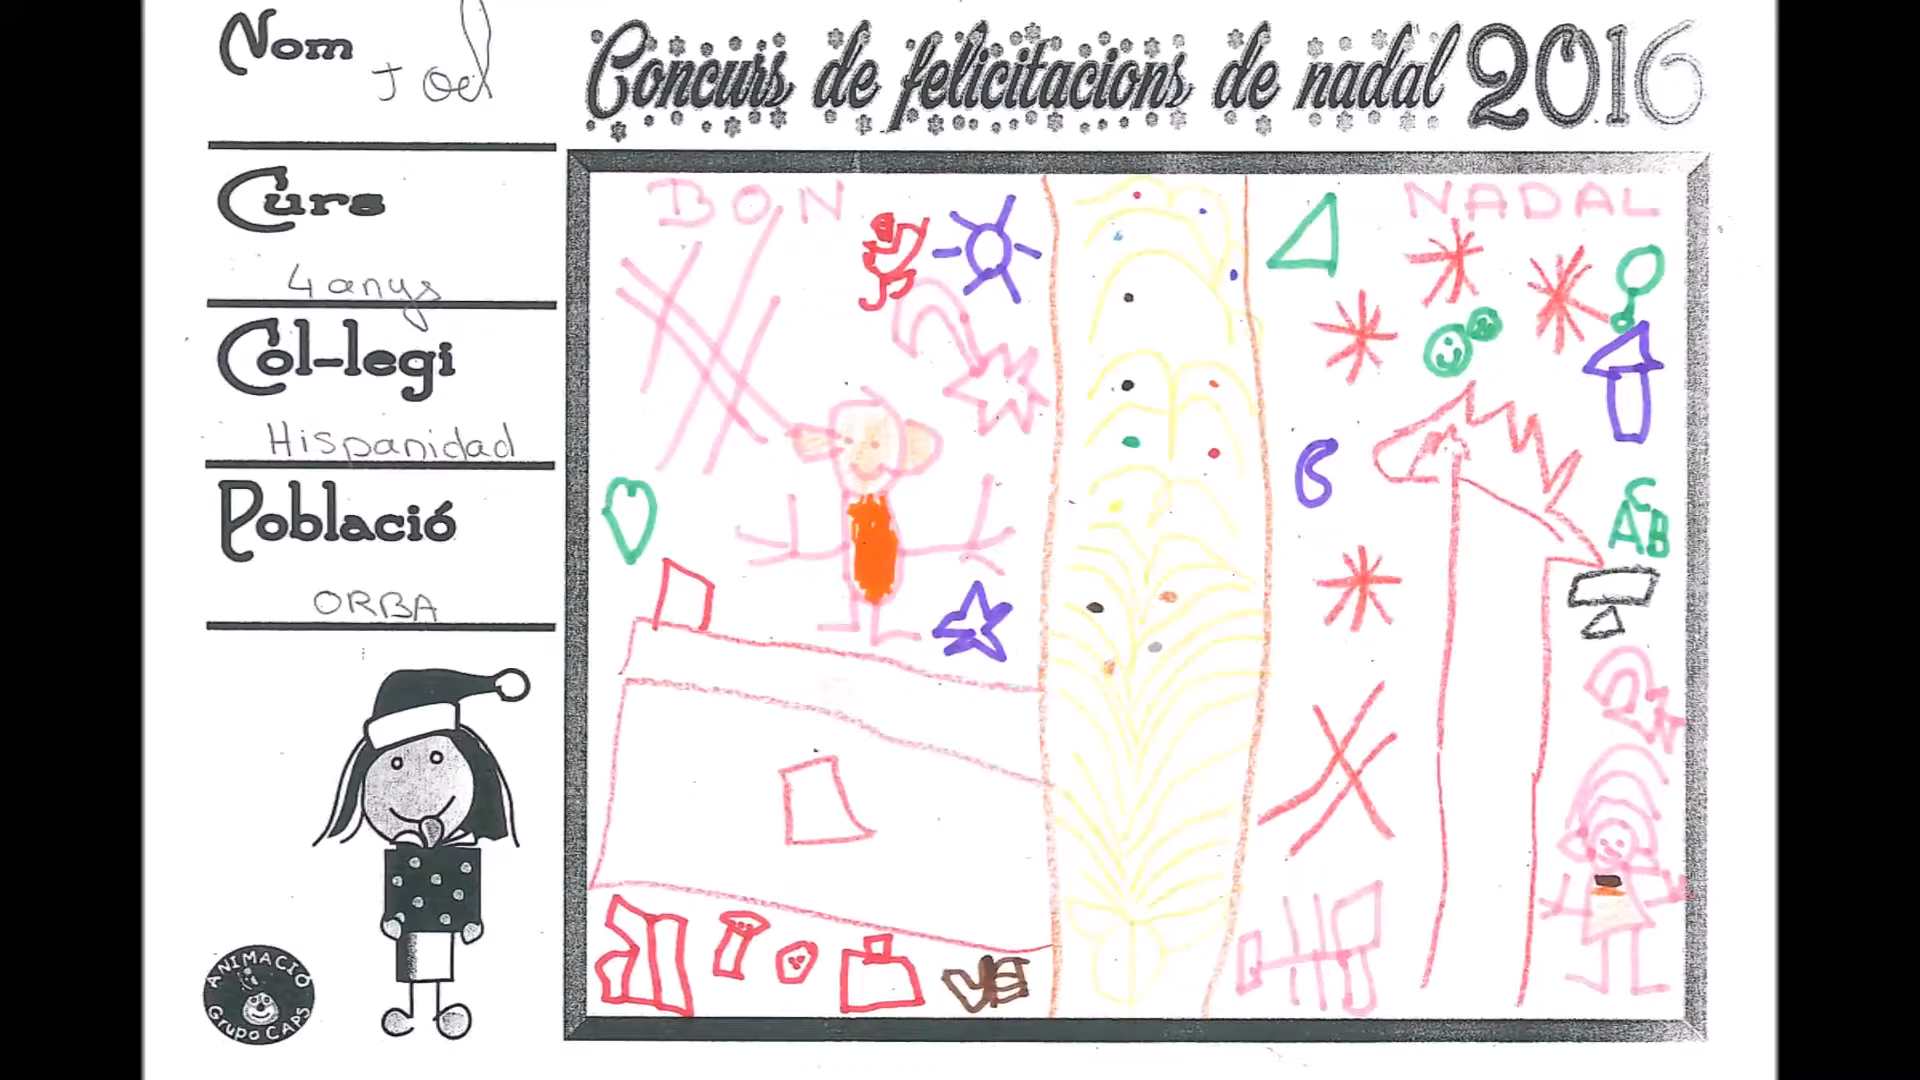 Nom
Joel
Curs
4 anys
Col-legi
Hispanidad
Població
ORBA
ANIMACIÓ
Grupo CAPS
Concurs de felicitacions de nadal 2016
BON
NADAL
C
AB